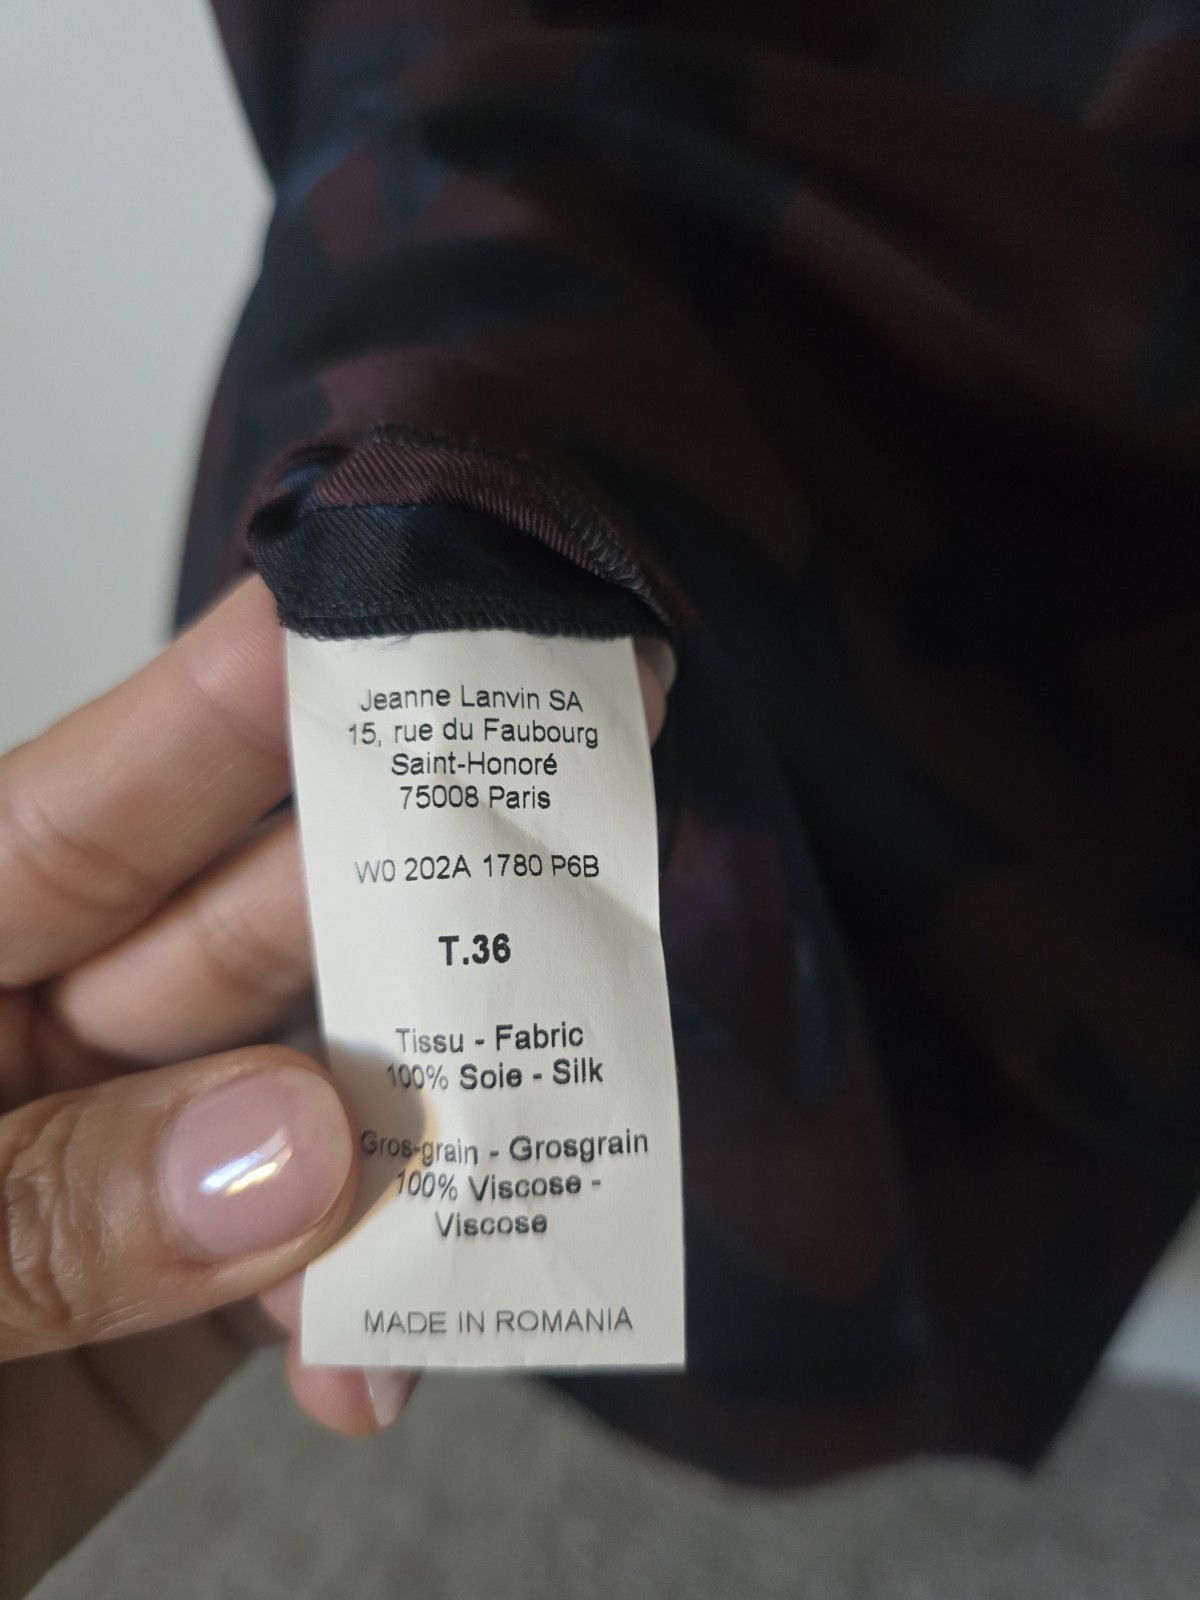 Jeanne Lanvin SA
15, rue du Faubourg
Saint-Honoré
75008 Paris
W0 202A 1780 P6B
T.36
Tissu - Fabric
100% Soie - Silk
Gros-grain - Grosgrain
100% Viscose -
Viscose
MADE IN ROMANIA